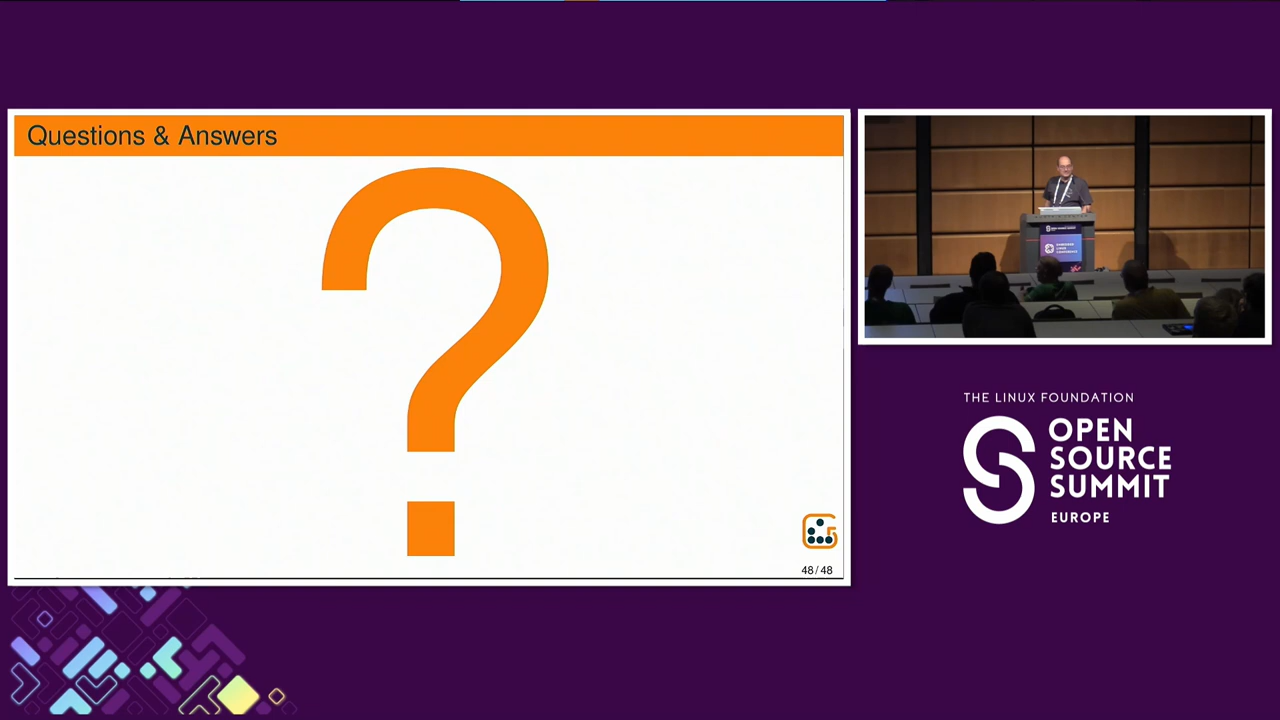 Questions & Answers
?
48 / 48
THE LINUX FOUNDATION
OPEN
SOURCE
SUMMIT
EUROPE